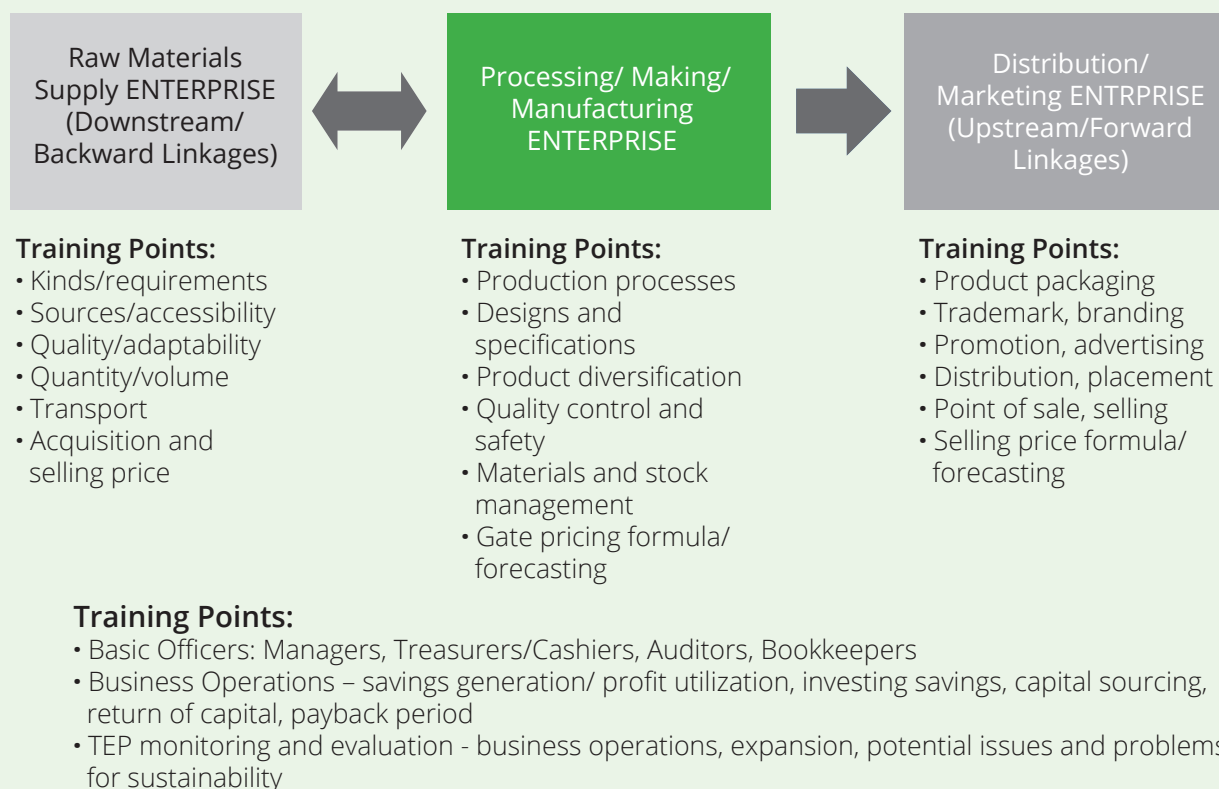 Raw Materials
Supply ENTERPRISE
(Downstream/
Backward Linkages)
Processing/ Making/
Manufacturing
ENTERPRISE
Distribution/
Marketing ENTRPRISE
(Upstream/Forward
Linkages)
Training Points:
• Kinds/requirements
• Sources/accessibility
• Quality/adaptability
• Quantity/volume
• Transport
• Acquisition and
selling price
Training Points:
• Production processes
• Designs and
specifications
• Product diversification
• Quality control and
safety
• Materials and stock
management
• Gate pricing formula/
forecasting
Training Points:
• Product packaging
• Trademark, branding
• Promotion, advertising
• Distribution, placement
• Point of sale, selling
• Selling price formula/
forecasting
Training Points:
• Basic Officers: Managers, Treasurers/Cashiers, Auditors, Bookkeepers
• Business Operations – savings generation/ profit utilization, investing savings, capital sourcing,
return of capital, payback period
• TEP monitoring and evaluation - business operations, expansion, potential issues and problems
for sustainability